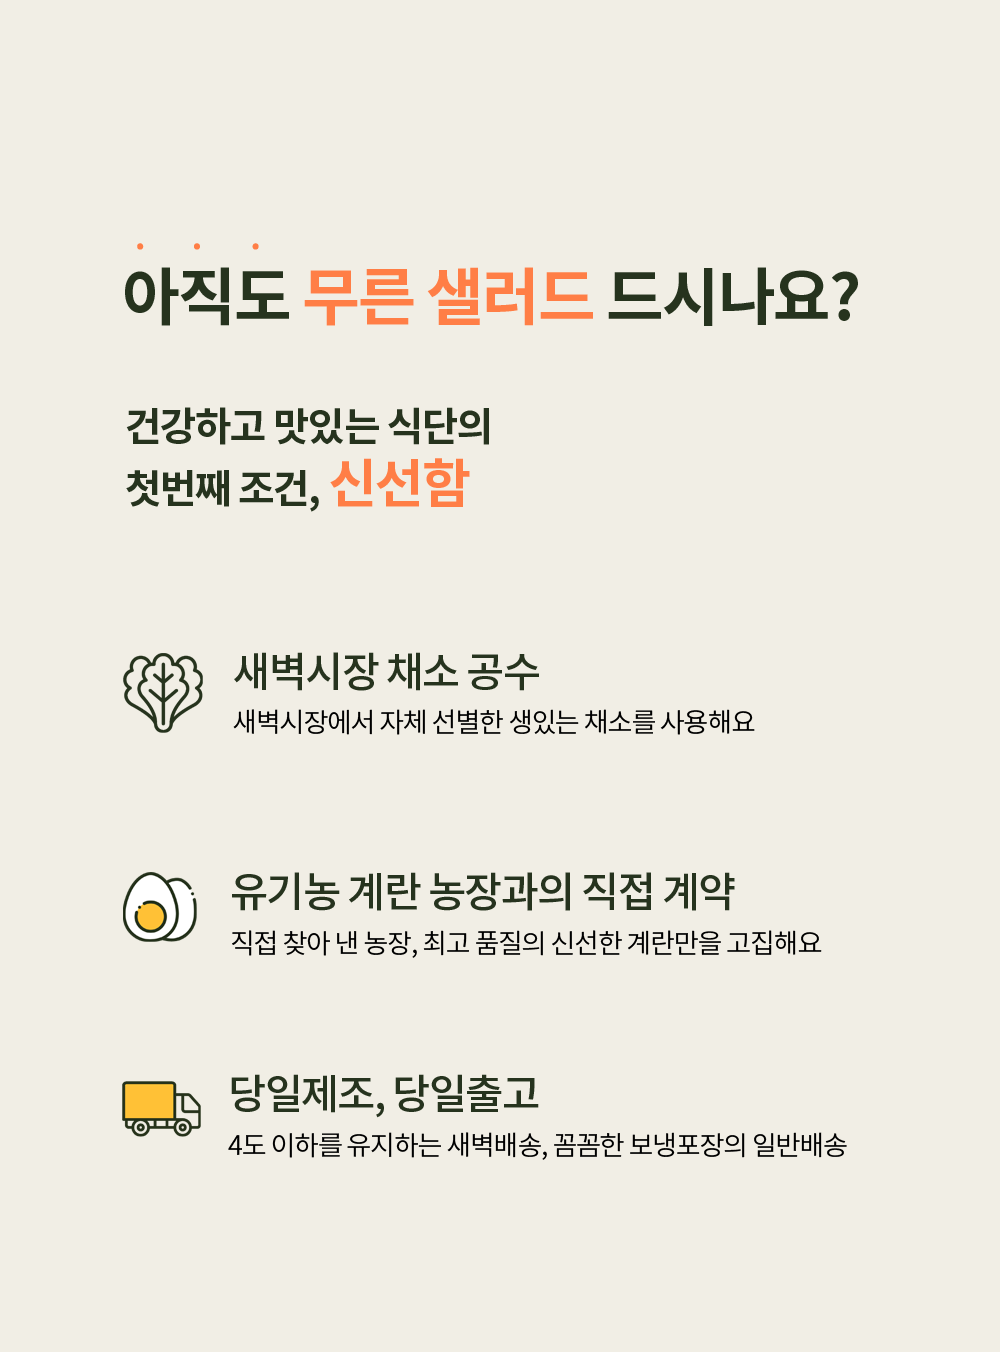 아직도 무른 샐러드 드시나요?
건강하고 맛있는 식단의
첫번째 조건, 신선함
새벽시장 채소 공수
새벽시장에서 자체 선별한 생있는 채소를 사용해요
유기농 계란 농장과의 직접 계약
직접 찾아 낸 농장, 최고 품질의 신선한 계란만을 고집해요
당일제조, 당일출고
4도 이하를 유지하는 새벽배송, 꼼꼼한 보냉포장의 일반배송